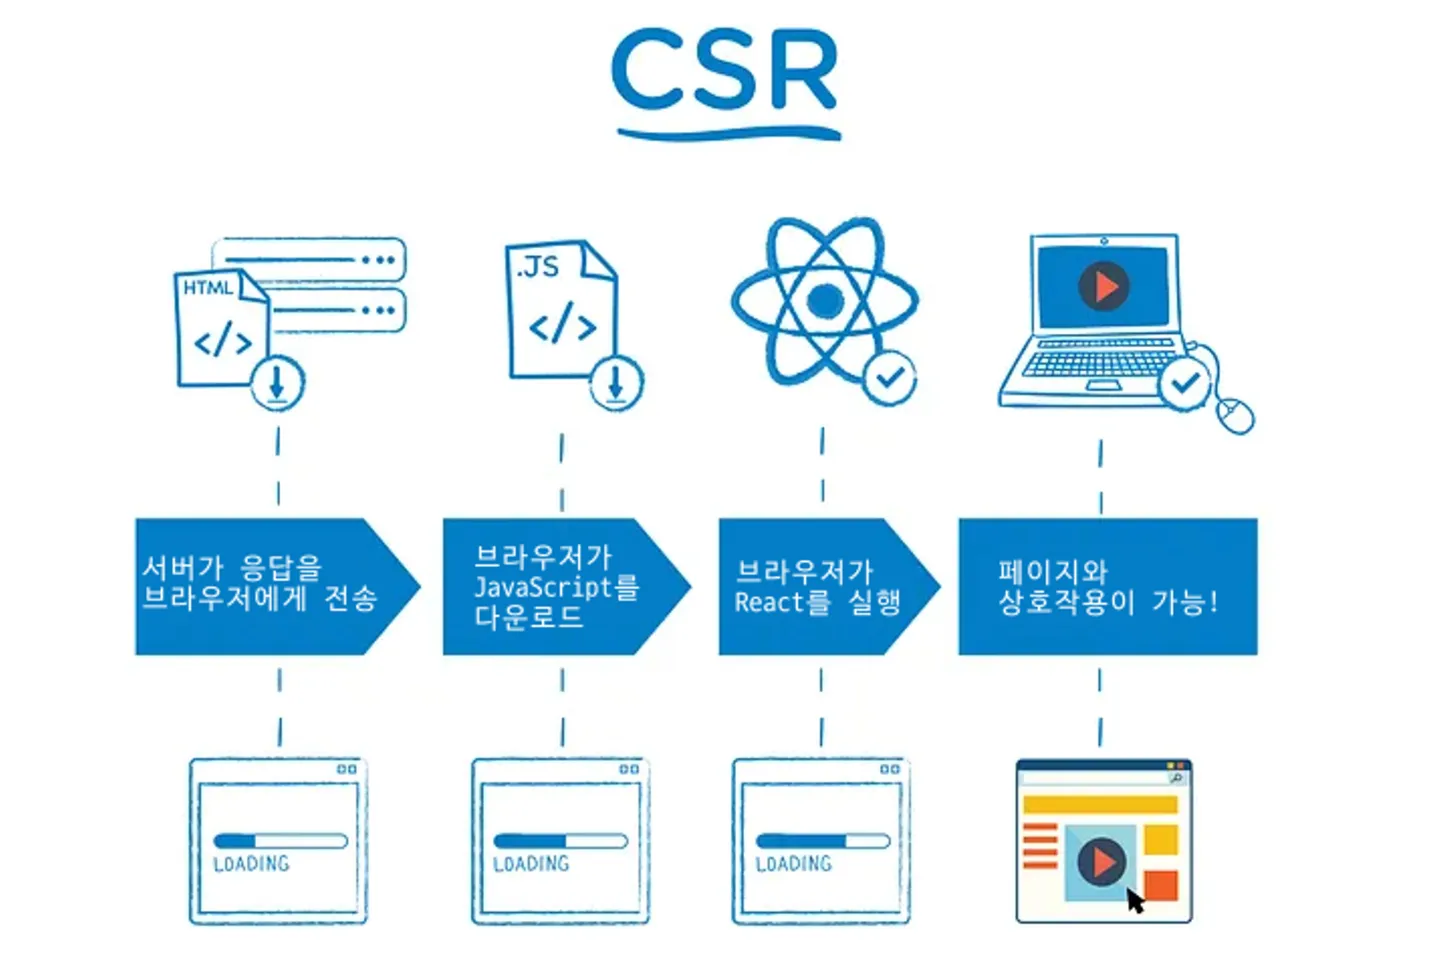 CSR
HTML
</>
.JS
</>
서버가 응답을
브라우저에게 전송
브라우저가
JavaScript를
다운로드
브라우저가
React를 실행
페이지와
상호작용이 가능!
LOADING
LOADING
LOADING